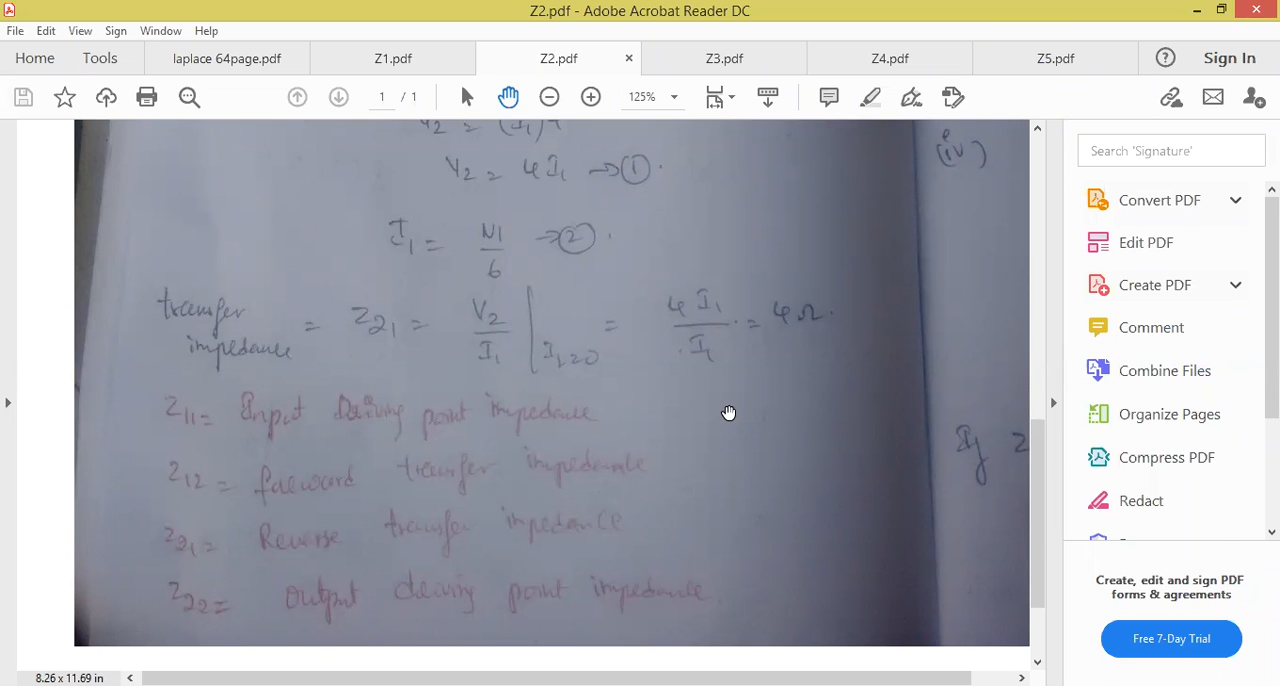 Z2.pdf - Adobe Acrobat Reader DC
File Edit View Sign Window Help
Home Tools laplace 64page.pdf Z1.pdf Z2.pdf × Z3.pdf Z4.pdf Z5.pdf Sign In
1 / 1 125%
V2 = (I1) 4
V2 = 4I1 → ①.
(iv)
I1 = V1/6 → ②.
transfer impedance = Z21 = V2/I1 | I2=0 = 4I1/I1 = 4Ω.
Z11 = Input Driving point impedance
If Z
Z12 = forward transfer impedance
Z21 = Reverse transfer impedance
Z22 = output driving point impedance
8.26 x 11.69 in
Search 'Signature'
Convert PDF
Edit PDF
Create PDF
Comment
Combine Files
Organize Pages
Compress PDF
Redact
Create, edit and sign PDF
forms & agreements
Free 7-Day Trial